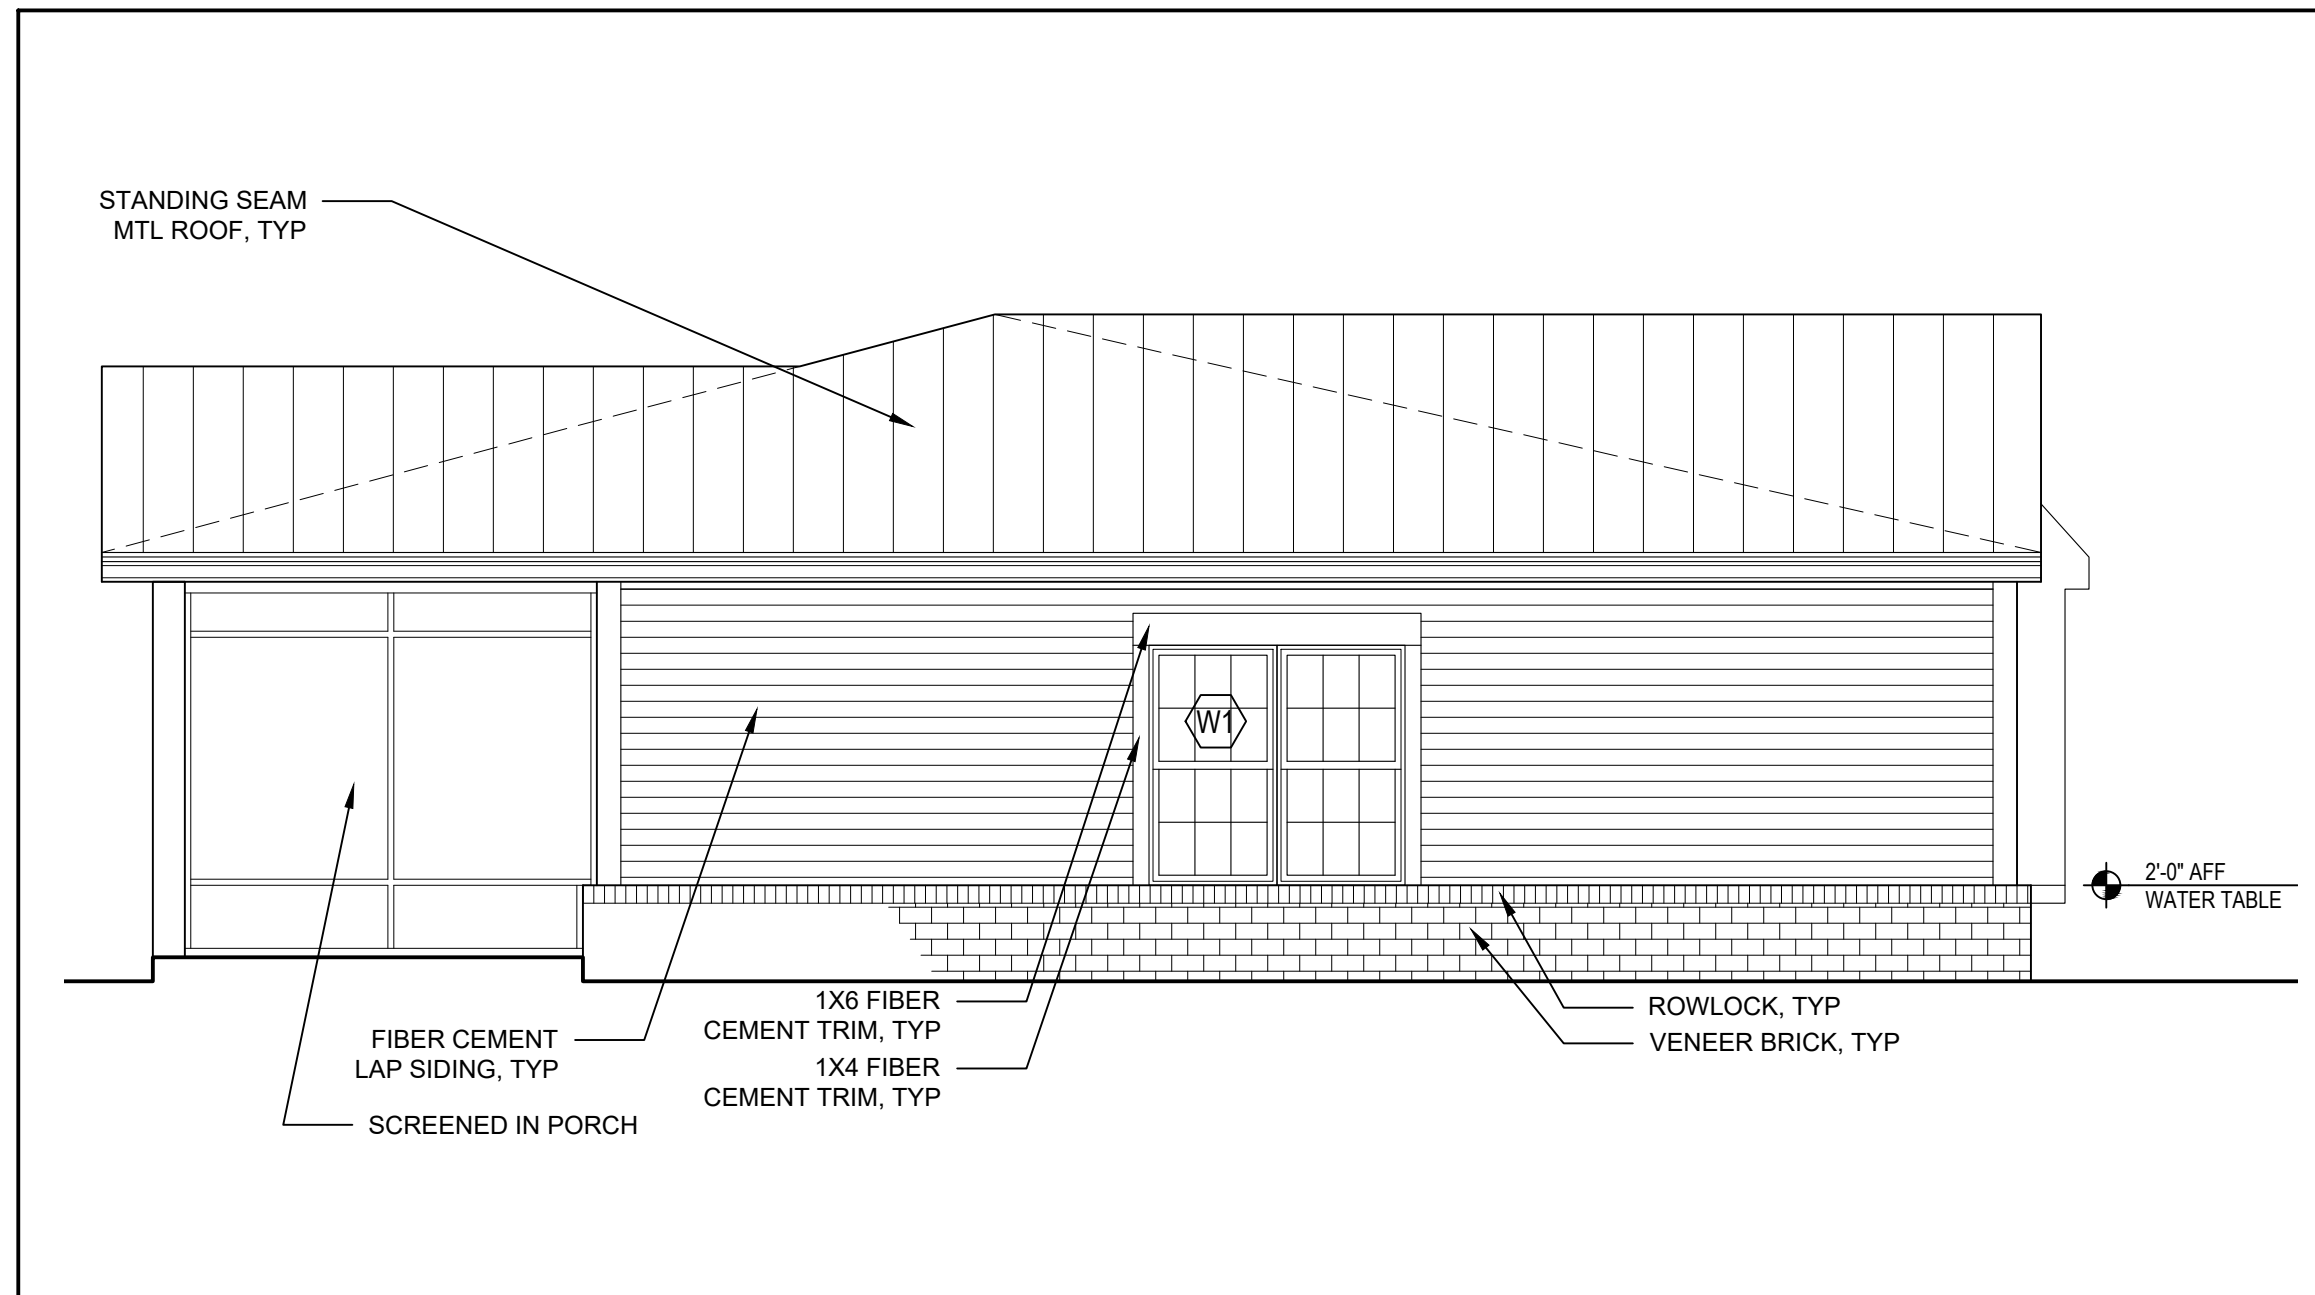 STANDING SEAM
MTL ROOF, TYP
W1
2'-0" AFF
WATER TABLE
1X6 FIBER
CEMENT TRIM, TYP
ROWLOCK, TYP
FIBER CEMENT
LAP SIDING, TYP
VENEER BRICK, TYP
1X4 FIBER
CEMENT TRIM, TYP
SCREENED IN PORCH